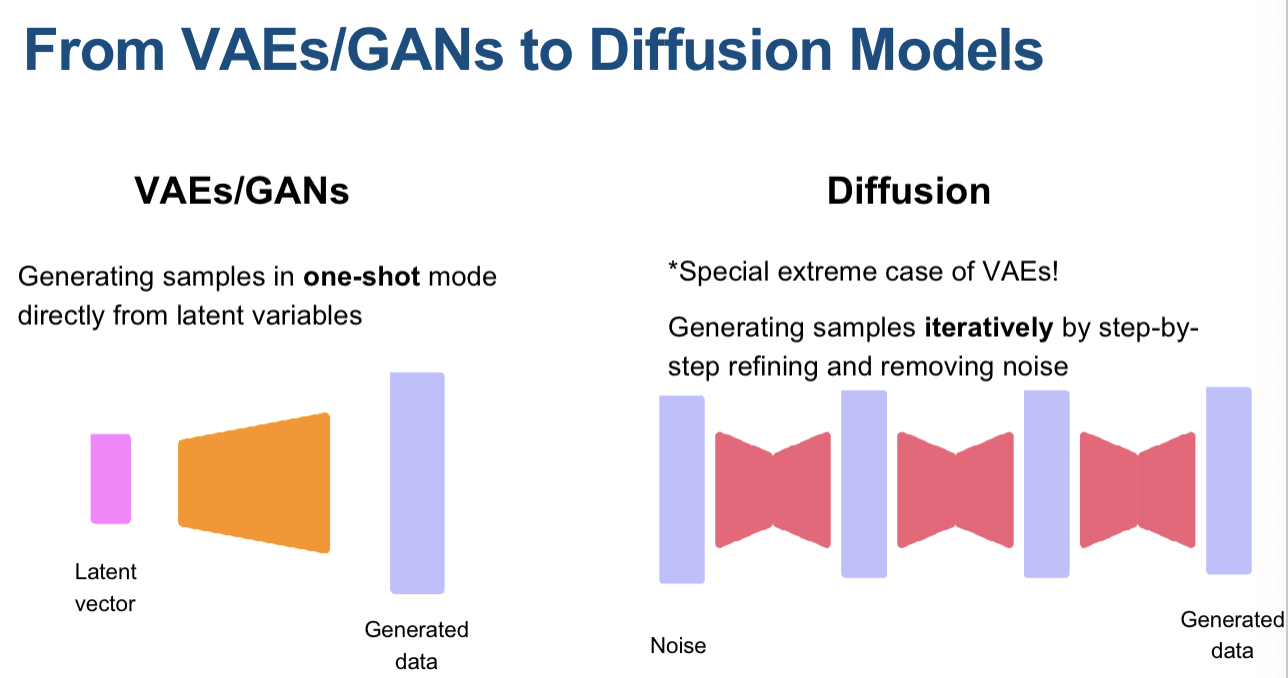 From VAEs/GANs to Diffusion Models
VAEs/GANs
Generating samples in one-shot mode
directly from latent variables
Latent
vector
Generated
data
Diffusion
*Special extreme case of VAEs!
Generating samples iteratively by step-by-
step refining and removing noise
Noise
Generated
data